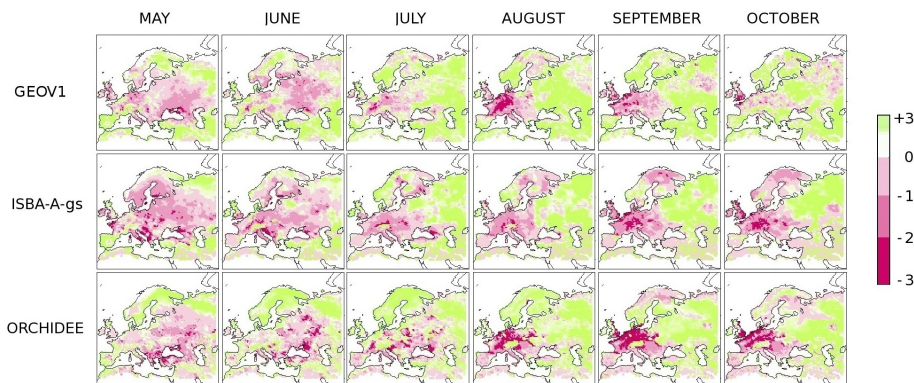 MAY JUNE JULY AUGUST SEPTEMBER OCTOBER
GEOV1
ISBA-A-gs
ORCHIDEE
+3
0
- 1
- 2
- 3